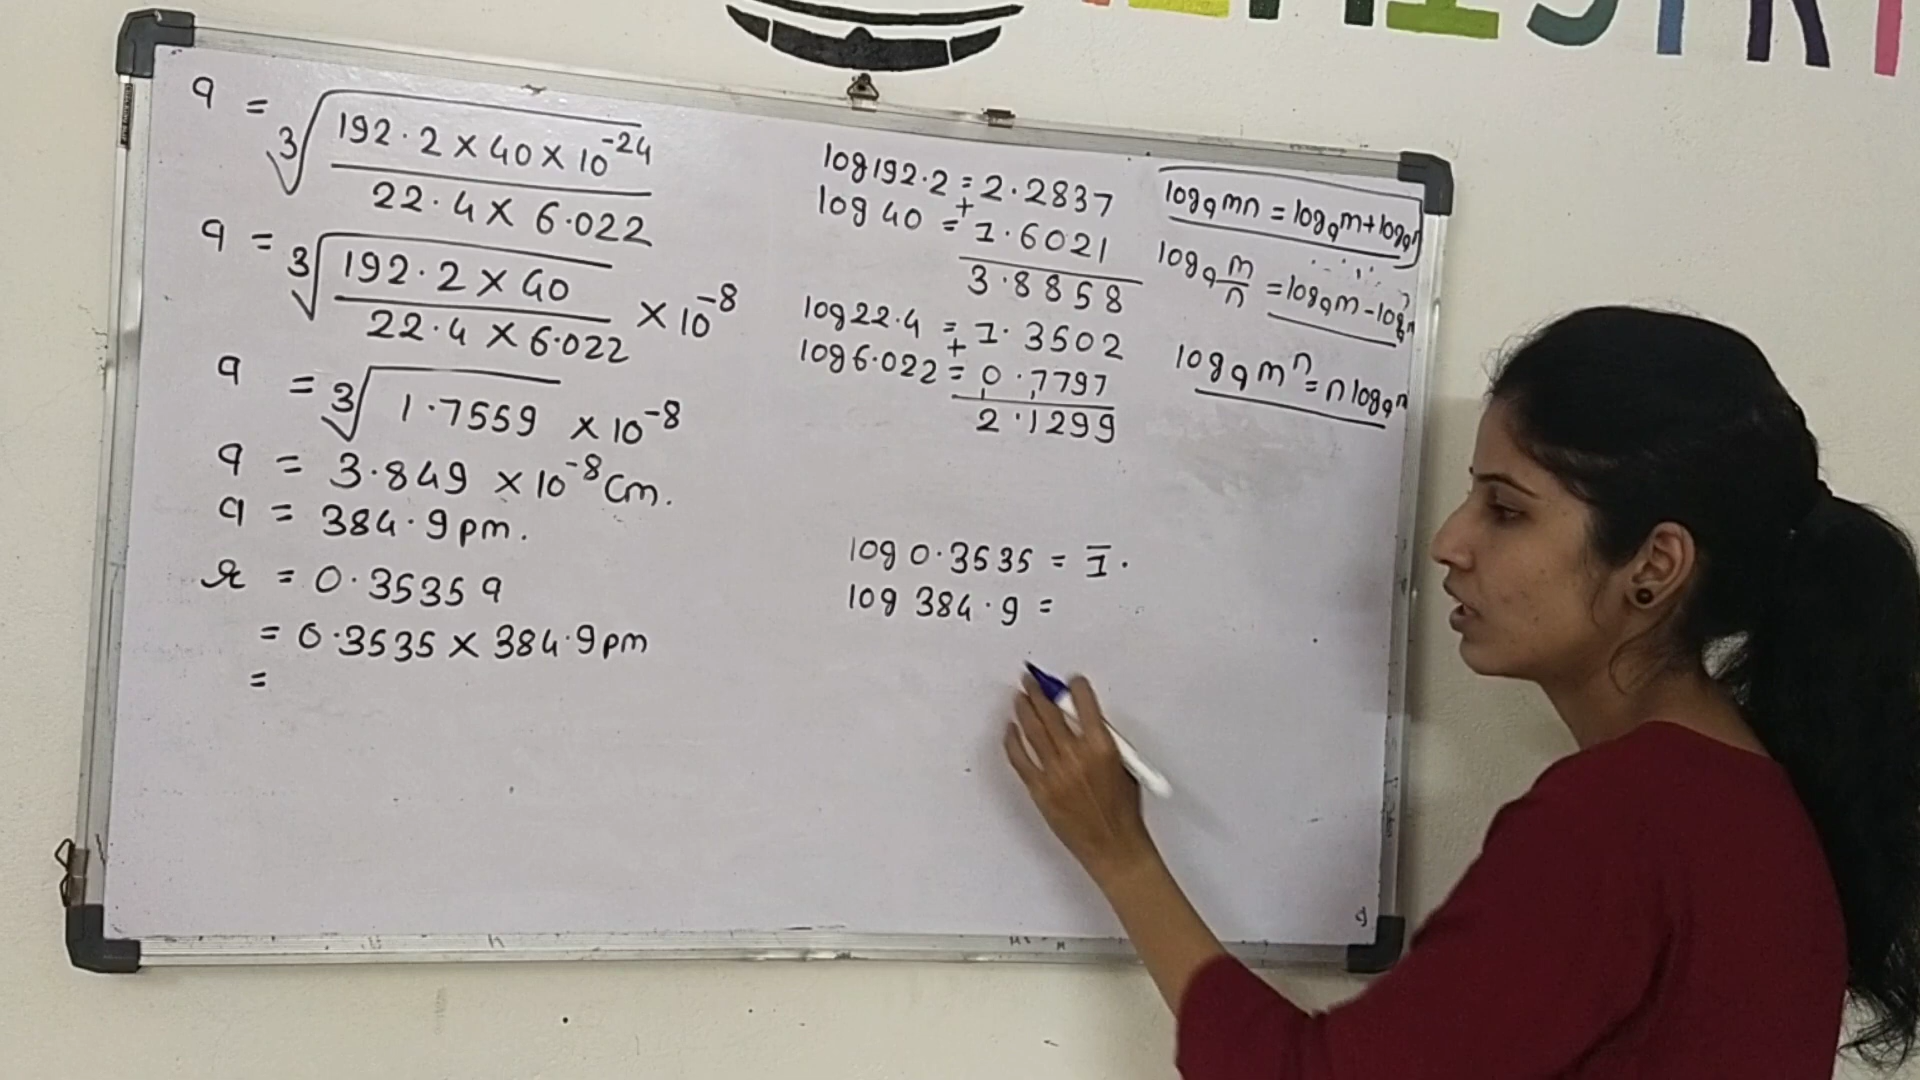 a = ∛(192.2 × 40 × 10⁻²⁴ / 22.4 × 6.022)
a = ∛(192.2 × 40 / 22.4 × 6.022) × 10⁻⁸
a = ∛1.7559 × 10⁻⁸
a = 3.849 × 10⁻⁸ Cm.
a = 384.9 pm.
r = 0.3535 a
= 0.3535 × 384.9 pm
=
log 192.2 = 2.2837
+
log 40 = 1.6021
3.8858
log 22.4 = 1.3502
+
log 6.022 = 0.7797
2.1299
log 0.3535 = 1̄.
log 384.9 =
logₐ mn = logₐ m + logₐ n
logₐ m/n = logₐ m - logₐ n
logₐ mⁿ = n logₐ